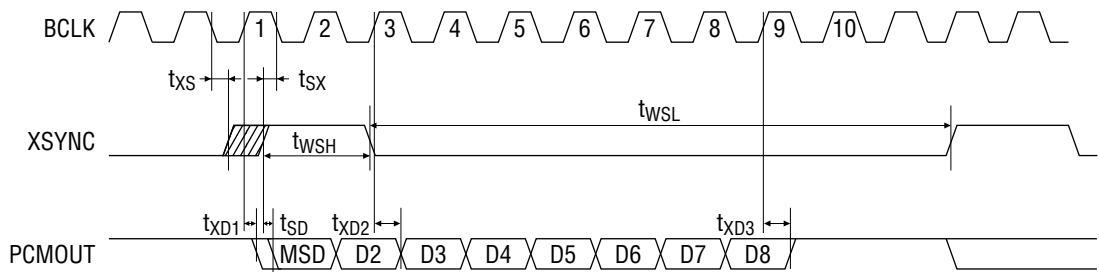 BCLK 1 2 3 4 5 6 7 8 9 10
tXS tSX
tWSL
XSYNC tWSH
tXD1 tSD tXD2 tXD3
PCMOUT MSD D2 D3 D4 D5 D6 D7 D8